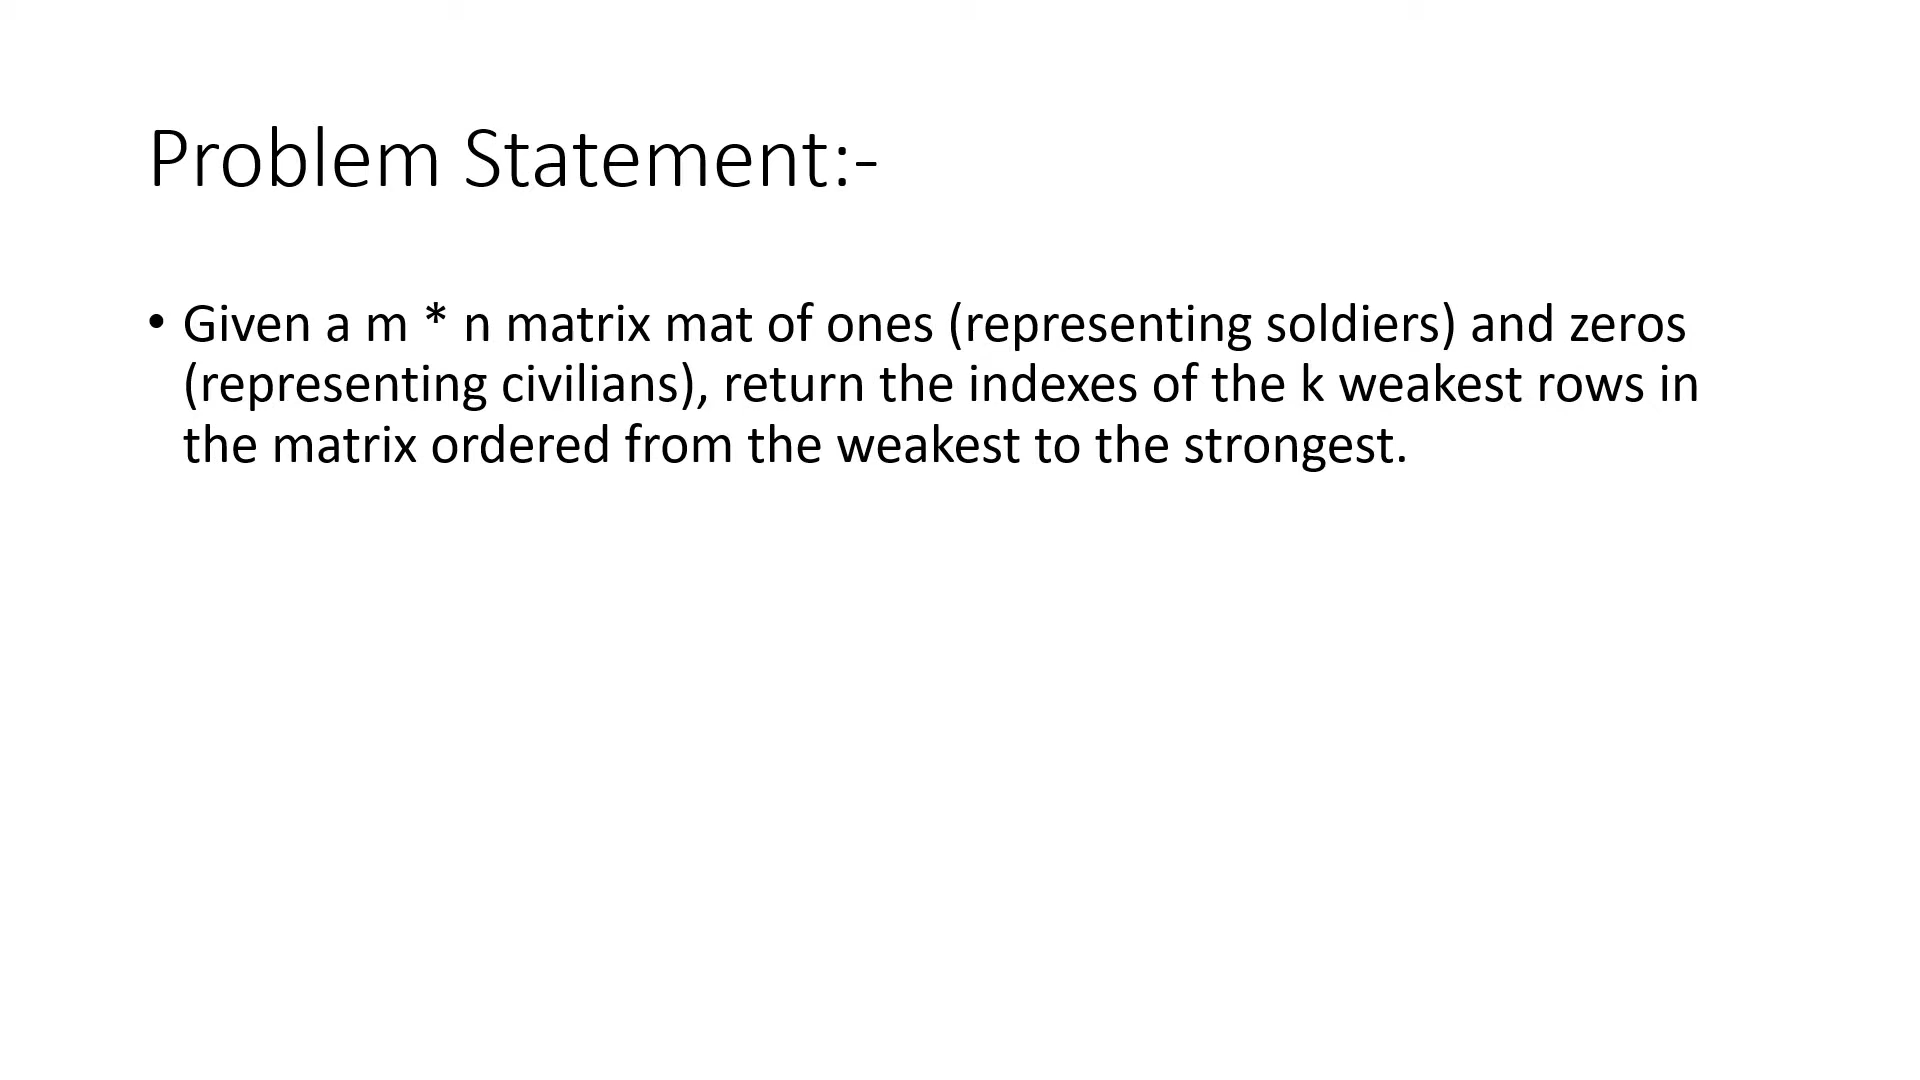 Problem Statement:-
• Given a m * n matrix mat of ones (representing soldiers) and zeros
(representing civilians), return the indexes of the k weakest rows in
the matrix ordered from the weakest to the strongest.